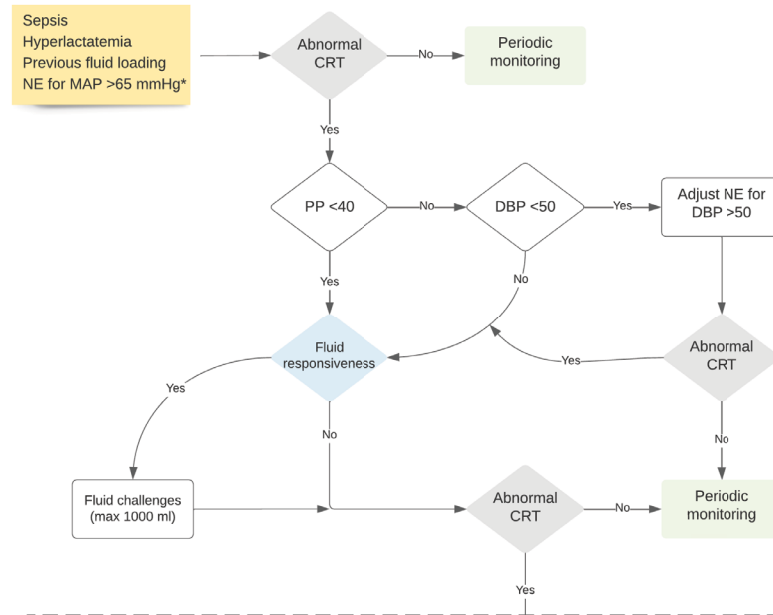 Sepsis
Hyperlactatemia
Previous fluid loading
NE for MAP >65 mmHg*
Abnormal
CRT
No
Periodic
monitoring
Yes
PP <40
No
DBP <50
Yes
Adjust NE for
DBP >50
Yes
No
Fluid
responsiveness
Yes
Abnormal
CRT
Yes
No
No
Fluid challenges
(max 1000 ml)
Abnormal
CRT
No
Periodic
monitoring
Yes